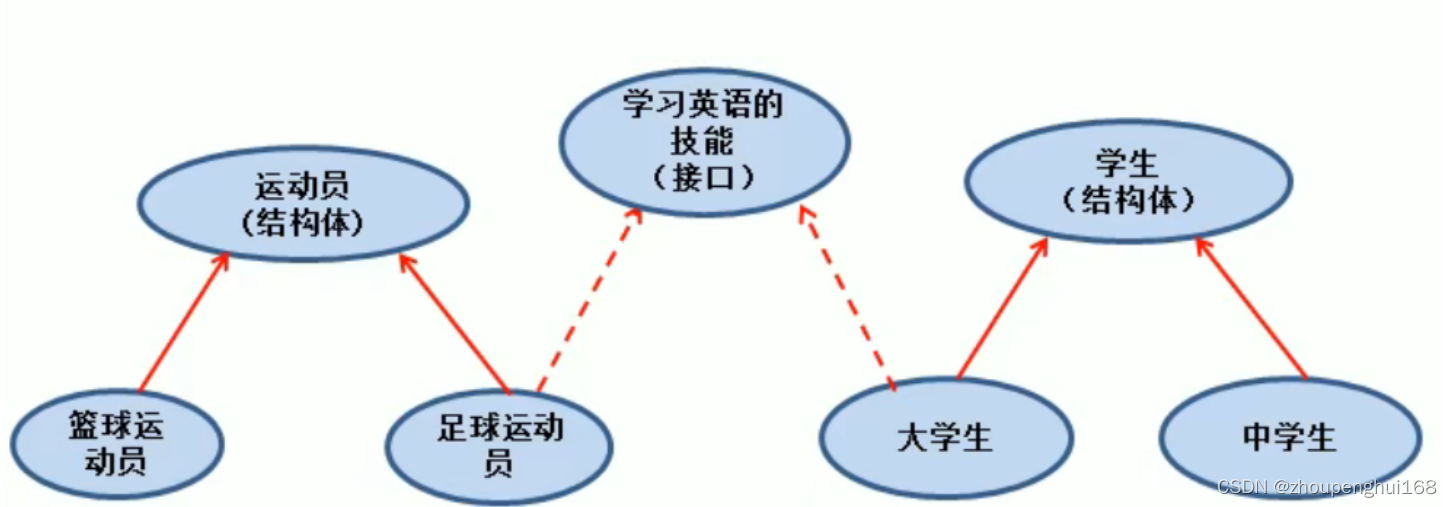 学习英语的
技能
（接口）
运动员
(结构体)
学生
（结构体）
篮球运
动员
足球运动
员
大学生
中学生
CSDN @zhoupenghui168